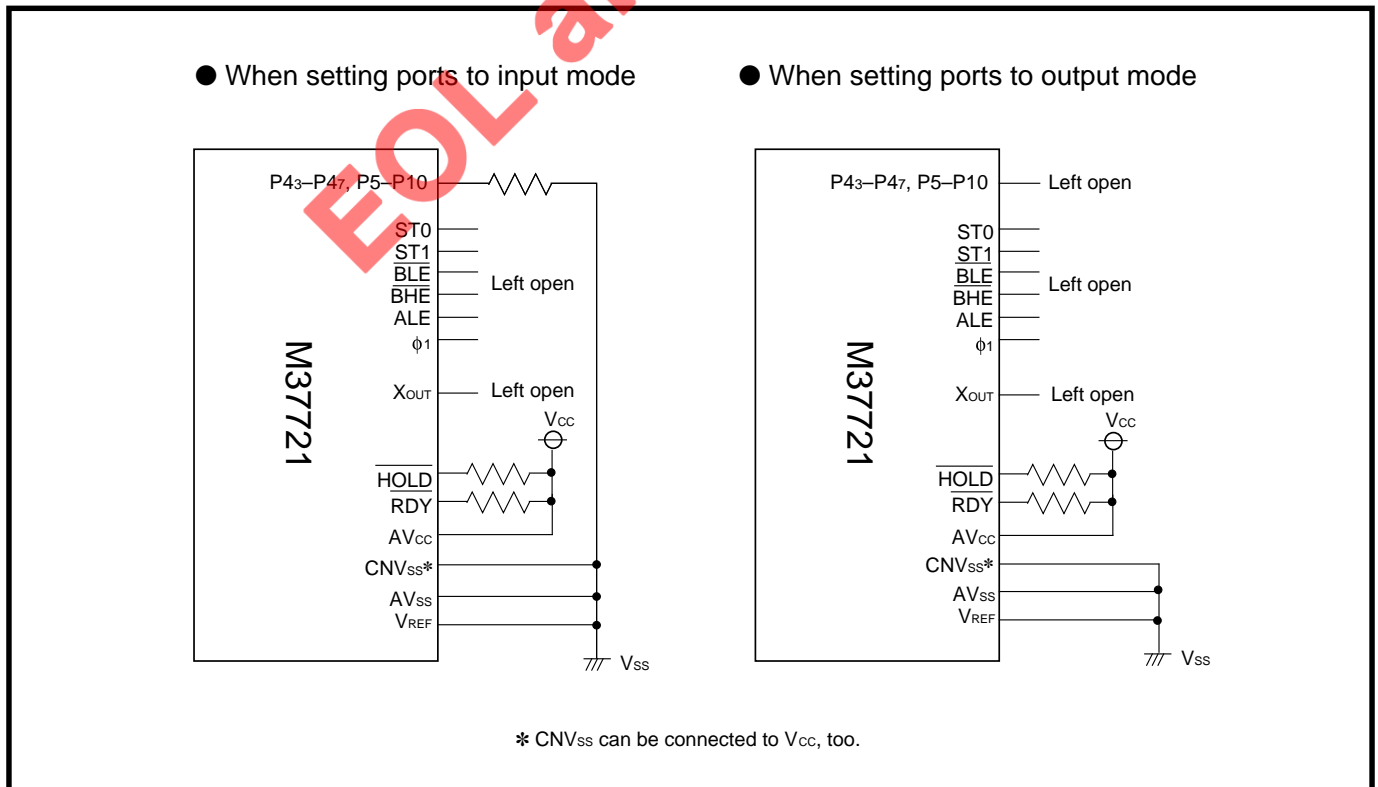 EOL a
● When setting ports to input mode
P43–P47, P5–P10
ST0
ST1
BLE
BHE
ALE
ϕ1
Left open
XOUT
Left open
VCC
M37721
HOLD
RDY
AVCC
CNVSS*
AVSS
VREF
VSS
● When setting ports to output mode
P43–P47, P5–P10
Left open
ST0
ST1
BLE
BHE
ALE
ϕ1
Left open
XOUT
Left open
VCC
M37721
HOLD
RDY
AVCC
CNVSS*
AVSS
VREF
VSS
* CNVSS can be connected to VCC, too.